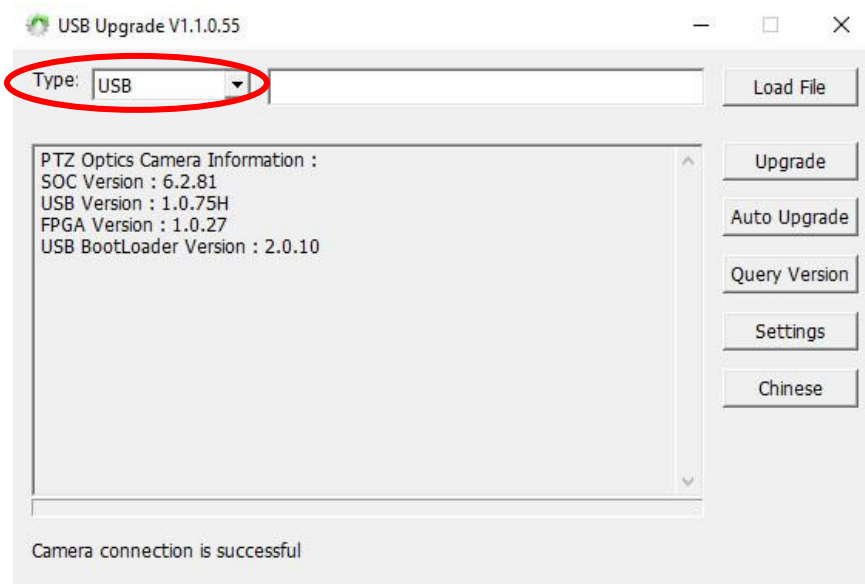 USB Upgrade V1.1.0.55
Type: USB
Load File
PTZ Optics Camera Information :
SOC Version : 6.2.81
USB Version : 1.0.75H
FPGA Version : 1.0.27
USB BootLoader Version : 2.0.10
Upgrade
Auto Upgrade
Query Version
Settings
Chinese
Camera connection is successful